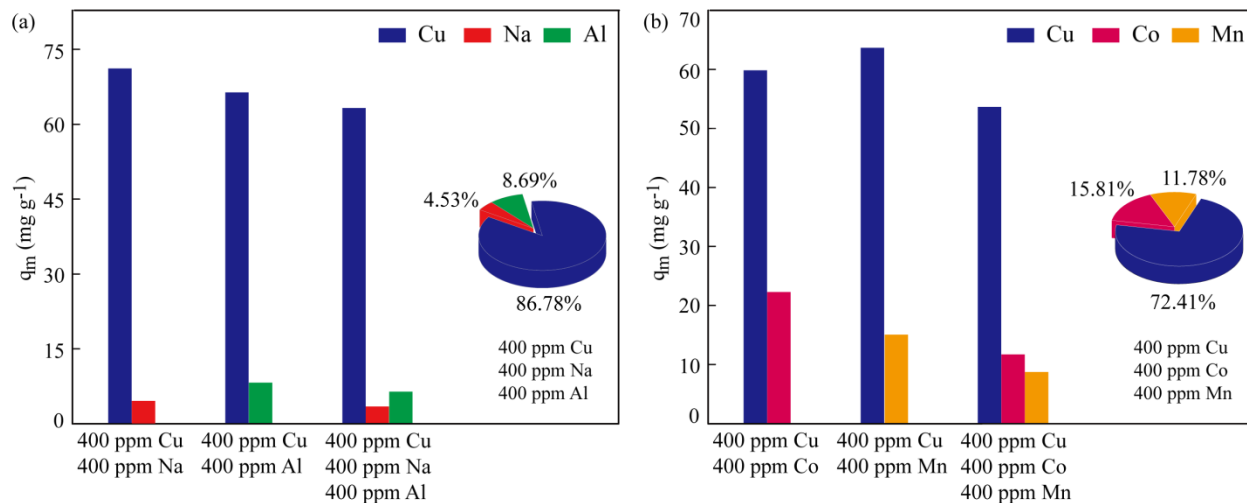 (a)
Cu Na Al
75
60
45
30
15
0
qm (mg g-1)
4.53%
8.69%
86.78%
400 ppm Cu
400 ppm Na
400 ppm Al
400 ppm Cu
400 ppm Na
400 ppm Cu
400 ppm Al
400 ppm Cu
400 ppm Na
400 ppm Al
(b)
Cu Co Mn
70
60
50
40
30
20
10
0
qm (mg g-1)
15.81%
11.78%
72.41%
400 ppm Cu
400 ppm Co
400 ppm Mn
400 ppm Cu
400 ppm Co
400 ppm Cu
400 ppm Mn
400 ppm Cu
400 ppm Co
400 ppm Mn